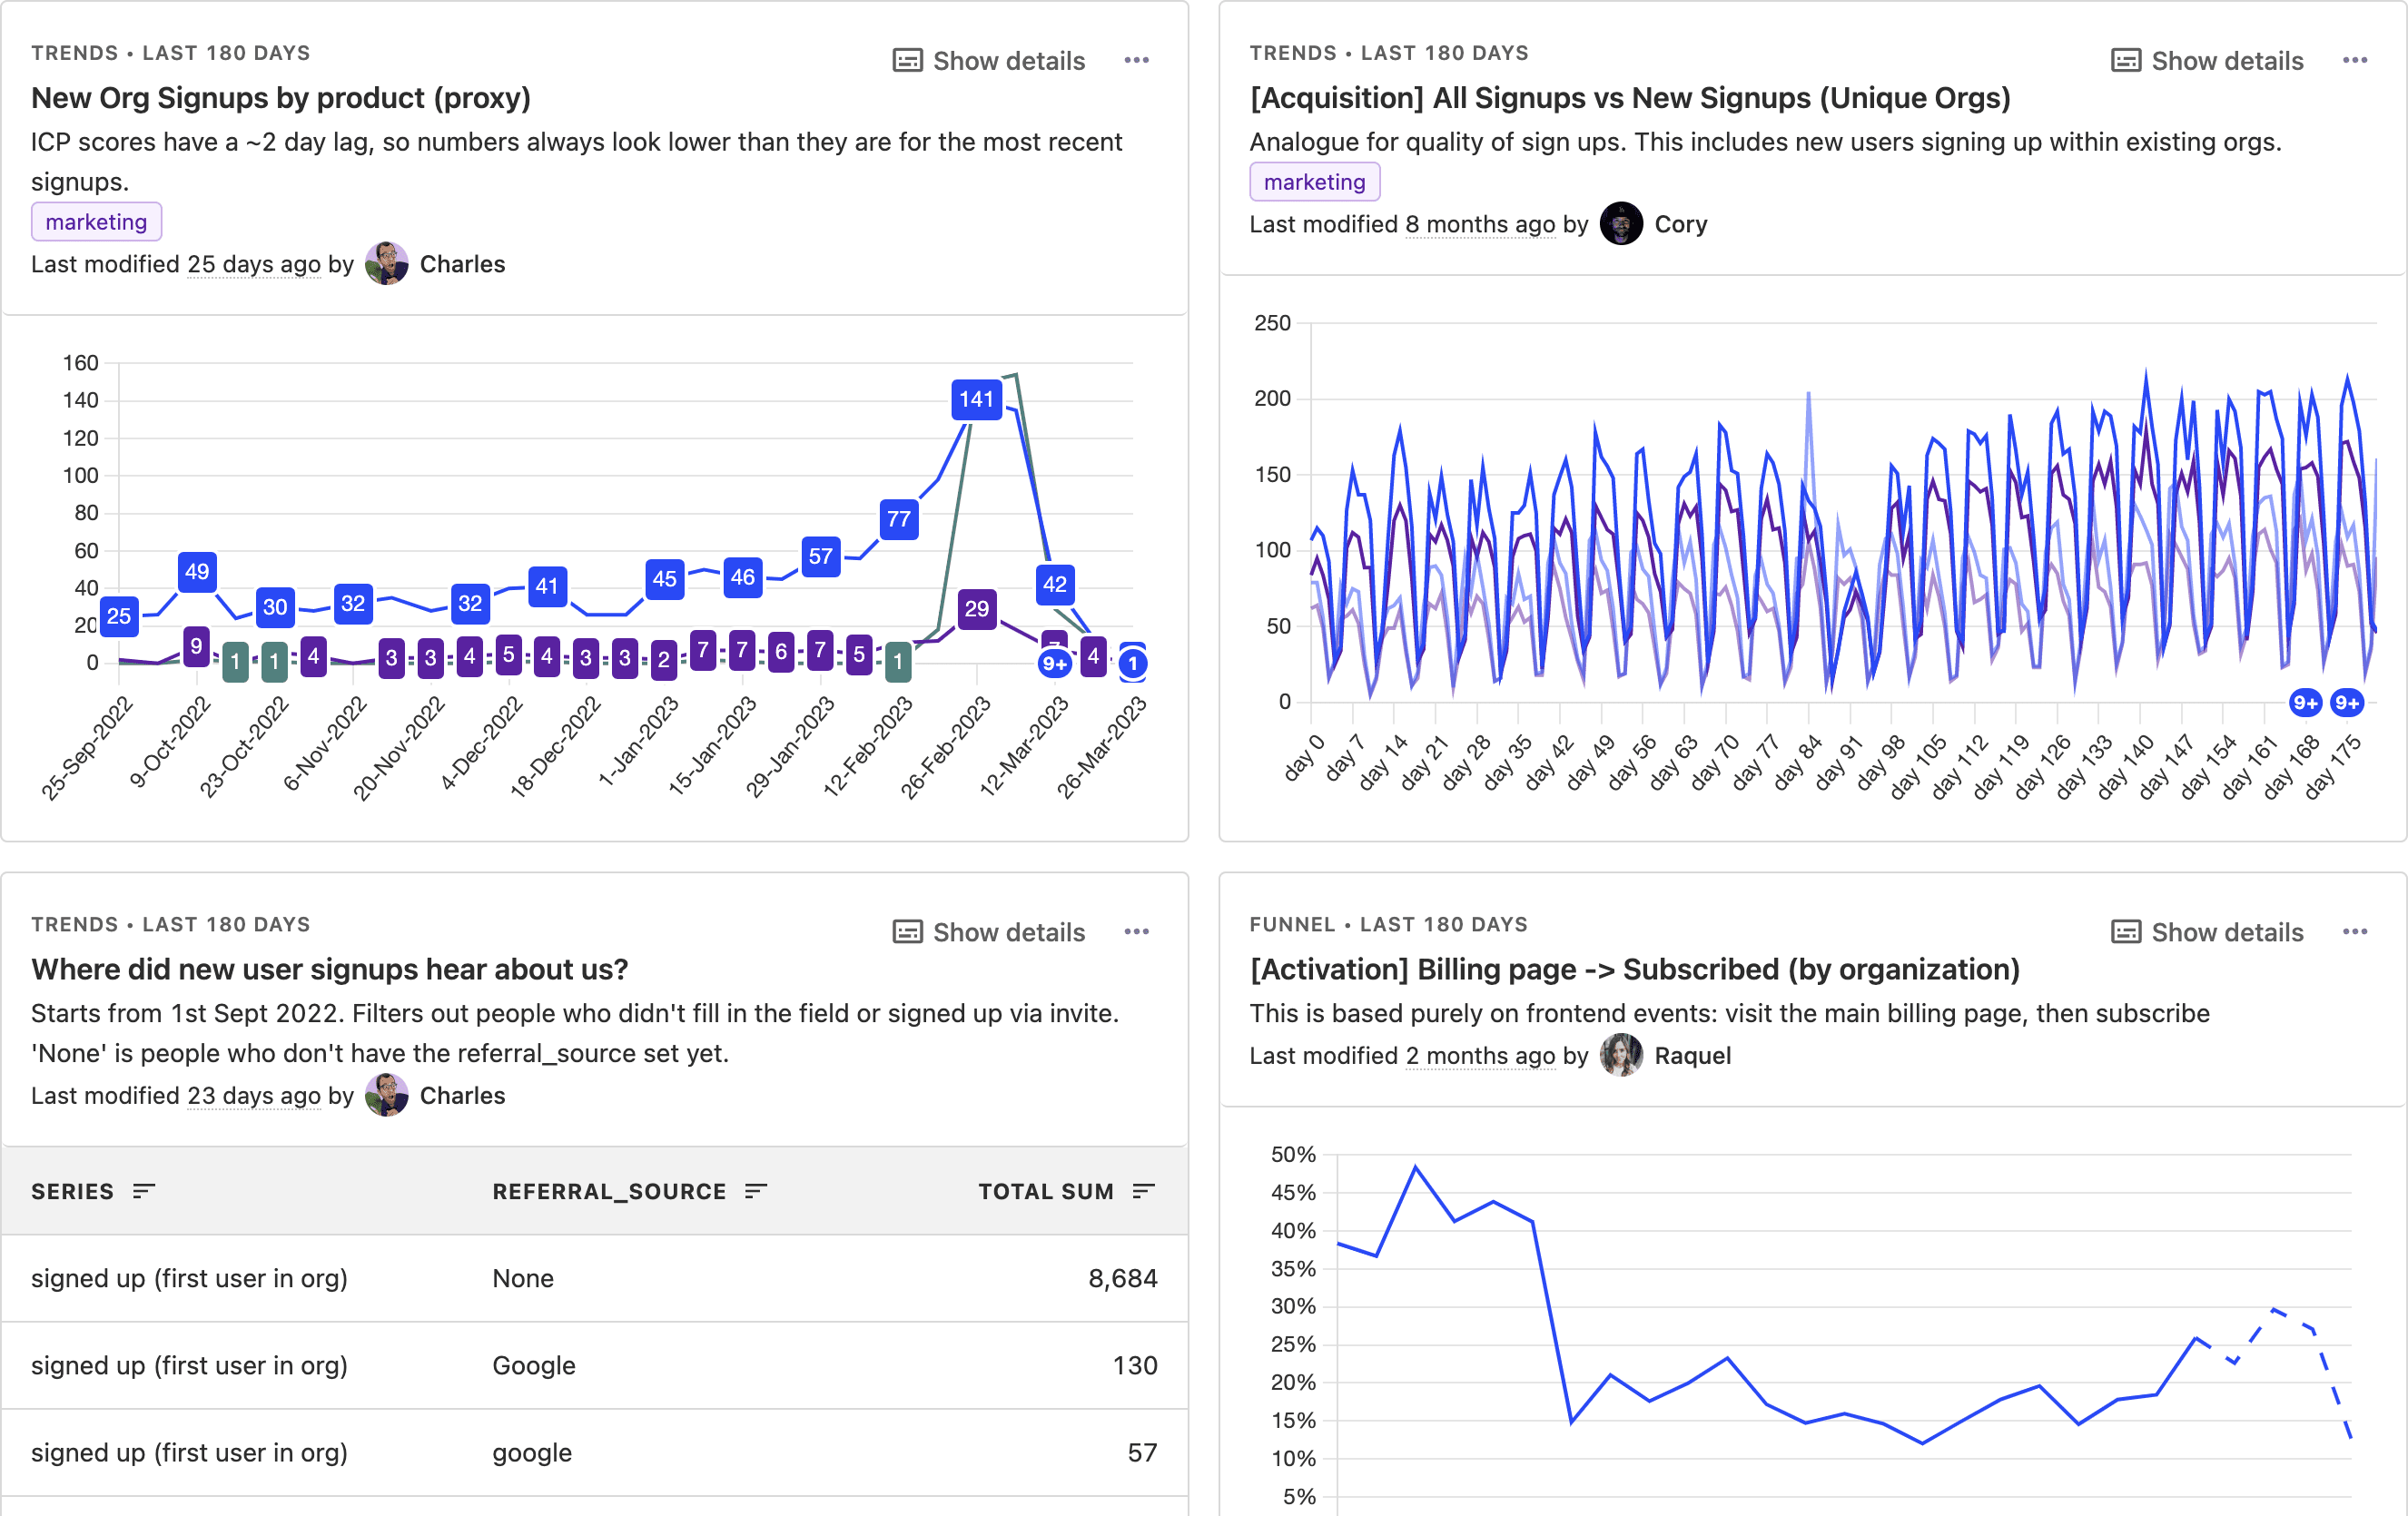 TRENDS • LAST 180 DAYS
Show details
New Org Signups by product (proxy)
ICP scores have a ~2 day lag, so numbers always look lower than they are for the most recent
signups.
marketing
Last modified 25 days ago by Charles
160
140
120
100
80
60
40
20
0
25
49
30
32
32
41
45
46
57
77
141
42
9
1
1
4
3
3
4
5
4
3
3
2
7
7
6
7
5
1
29
7
9+
4
1
25-Sep-2022
9-Oct-2022
23-Oct-2022
6-Nov-2022
20-Nov-2022
4-Dec-2022
18-Dec-2022
1-Jan-2023
15-Jan-2023
29-Jan-2023
12-Feb-2023
26-Feb-2023
12-Mar-2023
26-Mar-2023
TRENDS • LAST 180 DAYS
Show details
[Acquisition] All Signups vs New Signups (Unique Orgs)
Analogue for quality of sign ups. This includes new users signing up within existing orgs.
marketing
Last modified 8 months ago by Cory
250
200
150
100
50
0
9+
9+
day 0
day 7
day 14
day 21
day 28
day 35
day 42
day 49
day 56
day 63
day 70
day 77
day 84
day 91
day 98
day 105
day 112
day 119
day 126
day 133
day 140
day 147
day 154
day 161
day 168
day 175
TRENDS • LAST 180 DAYS
Show details
Where did new user signups hear about us?
Starts from 1st Sept 2022. Filters out people who didn't fill in the field or signed up via invite.
'None' is people who don't have the referral_source set yet.
Last modified 23 days ago by Charles
SERIES REFERRAL_SOURCE TOTAL SUM
signed up (first user in org) None 8,684
signed up (first user in org) Google 130
signed up (first user in org) google 57
FUNNEL • LAST 180 DAYS
Show details
[Activation] Billing page -> Subscribed (by organization)
This is based purely on frontend events: visit the main billing page, then subscribe
Last modified 2 months ago by Raquel
50%
45%
40%
35%
30%
25%
20%
15%
10%
5%